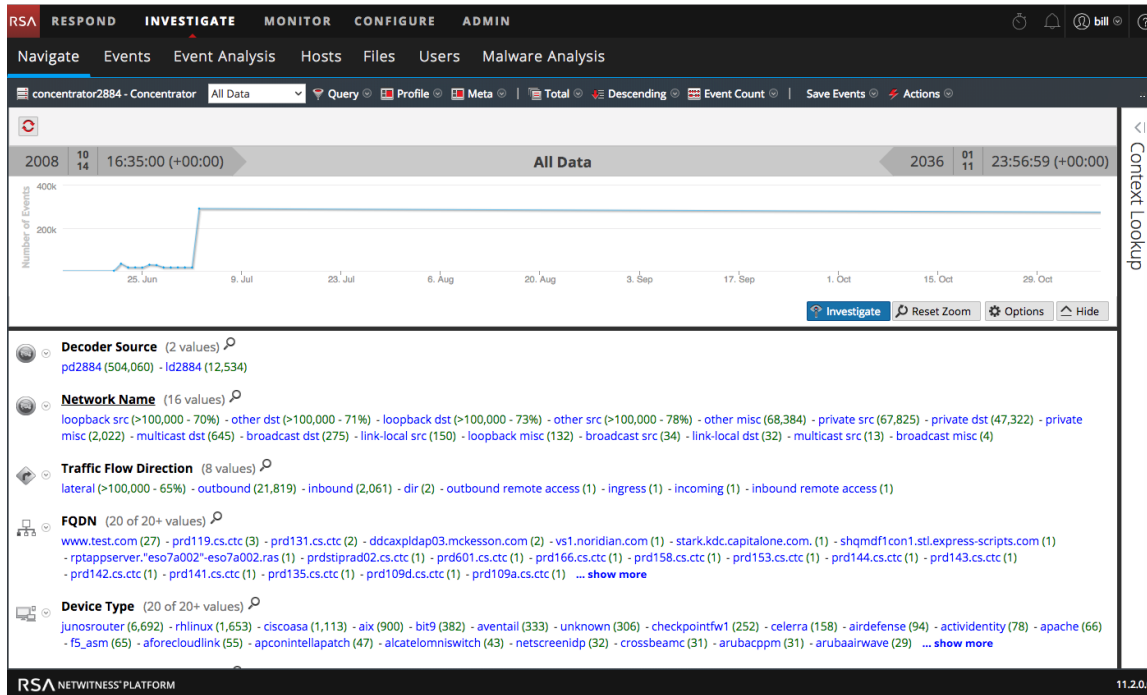 RSA RESPOND INVESTIGATE MONITOR CONFIGURE ADMIN bill
Navigate Events Event Analysis Hosts Files Users Malware Analysis
concentrator2884 - Concentrator All Data Query Profile Meta | Total Descending Event Count | Save Events Actions ..
2008 10 14 16:35:00 (+00:00) All Data 2036 01 11 23:56:59 (+00:00)
Context Lookup
Number of Events
400k
200k
25. Jun 9. Jul 23. Jul 6. Aug 20. Aug 3. Sep 17. Sep 1. Oct 15. Oct 29. Oct
Investigate Reset Zoom Options Hide
Decoder Source (2 values)
pd2884 (504,060) - ld2884 (12,534)
Network Name (16 values)
loopback src (>100,000 - 70%) - other dst (>100,000 - 71%) - loopback dst (>100,000 - 73%) - other src (>100,000 - 78%) - other misc (68,384) - private src (67,825) - private dst (47,322) - private
misc (2,022) - multicast dst (645) - broadcast dst (275) - link-local src (150) - loopback misc (132) - broadcast src (34) - link-local dst (32) - multicast src (13) - broadcast misc (4)
Traffic Flow Direction (8 values)
lateral (>100,000 - 65%) - outbound (21,819) - inbound (2,061) - dir (2) - outbound remote access (1) - ingress (1) - incoming (1) - inbound remote access (1)
FQDN (20 of 20+ values)
www.test.com (27) - prd119.cs.ctc (3) - prd131.cs.ctc (2) - ddcaxpldap03.mckesson.com (2) - vs1.noridian.com (1) - stark.kdc.capitalone.com. (1) - shqmdf1con1.stl.express-scripts.com (1)
- rptappserver."eso7a002"-eso7a002.ras (1) - prdstiprad02.cs.ctc (1) - prd601.cs.ctc (1) - prd166.cs.ctc (1) - prd158.cs.ctc (1) - prd153.cs.ctc (1) - prd144.cs.ctc (1) - prd143.cs.ctc (1)
- prd142.cs.ctc (1) - prd141.cs.ctc (1) - prd135.cs.ctc (1) - prd109d.cs.ctc (1) - prd109a.cs.ctc (1) ... show more
Device Type (20 of 20+ values)
junosrouter (6,692) - rhlinux (1,653) - ciscoasa (1,113) - aix (900) - bit9 (382) - aventail (333) - unknown (306) - checkpointfw1 (252) - celerra (158) - airdefense (94) - actividentity (78) - apache (66)
- f5_asm (65) - aforecloudlink (55) - apconintellapatch (47) - alcatelomniswitch (43) - netscreenidp (32) - crossbeamc (31) - arubacppm (31) - arubaairwave (29) ... show more
RSA NETWITNESS® PLATFORM 11.2.0.